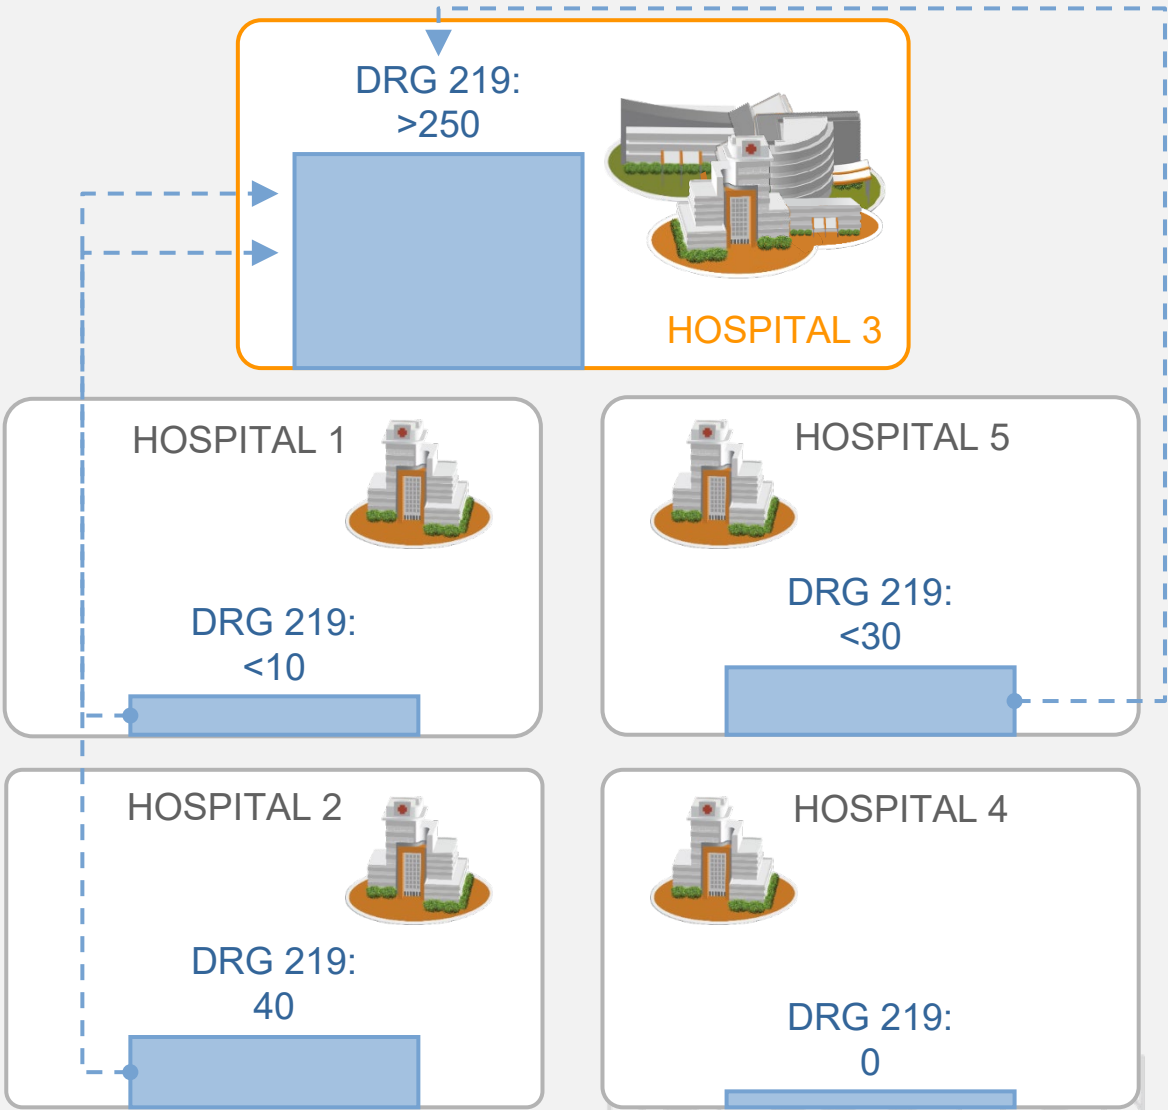 DRG 219:
>250
HOSPITAL 3
HOSPITAL 1
DRG 219:
<10
HOSPITAL 5
DRG 219:
<30
HOSPITAL 2
DRG 219:
40
HOSPITAL 4
DRG 219:
0